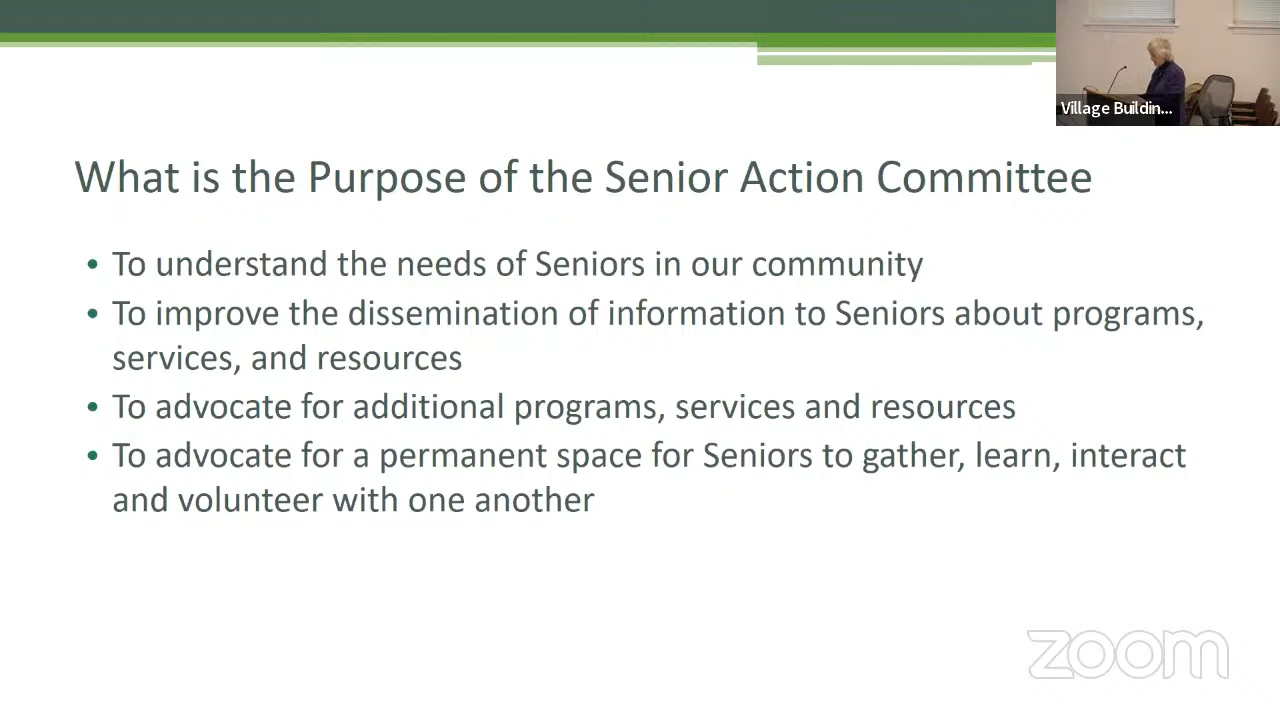 Village Buildin...
What is the Purpose of the Senior Action Committee
• To understand the needs of Seniors in our community
• To improve the dissemination of information to Seniors about programs,
services, and resources
• To advocate for additional programs, services and resources
• To advocate for a permanent space for Seniors to gather, learn, interact
and volunteer with one another
zoom